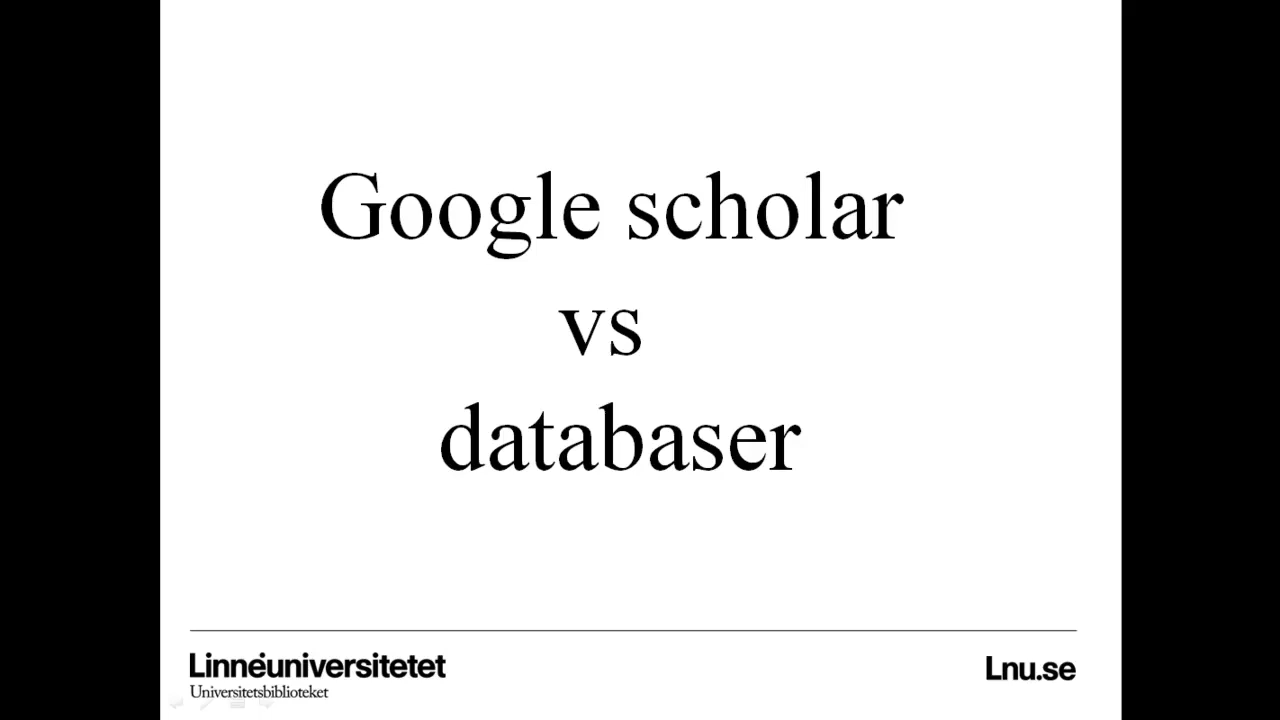 Google scholar
vs
databaser
Linnéuniversitetet
Universitetsbiblioteket
Lnu.se